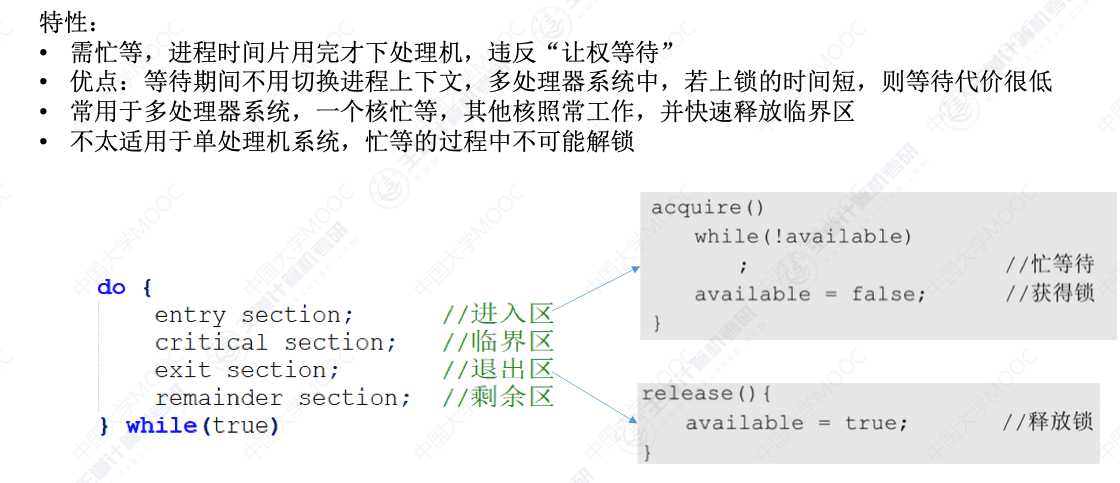 特性：
• 需忙等，进程时间片用完才下处理机，违反“让权等待”
• 优点：等待期间不用切换进程上下文，多处理器系统中，若上锁的时间短，则等待代价很低
• 常用于多处理器系统，一个核忙等，其他核照常工作，并快速释放临界区
• 不太适用于单处理机系统，忙等的过程中不可能解锁
do {
entry section; //进入区
critical section; //临界区
exit section; //退出区
remainder section; //剩余区
} while(true)
acquire()
while(!available)
; //忙等待
available = false; //获得锁
}
release(){
available = true; //释放锁
}
中国大学MOOC
王道计算机考研